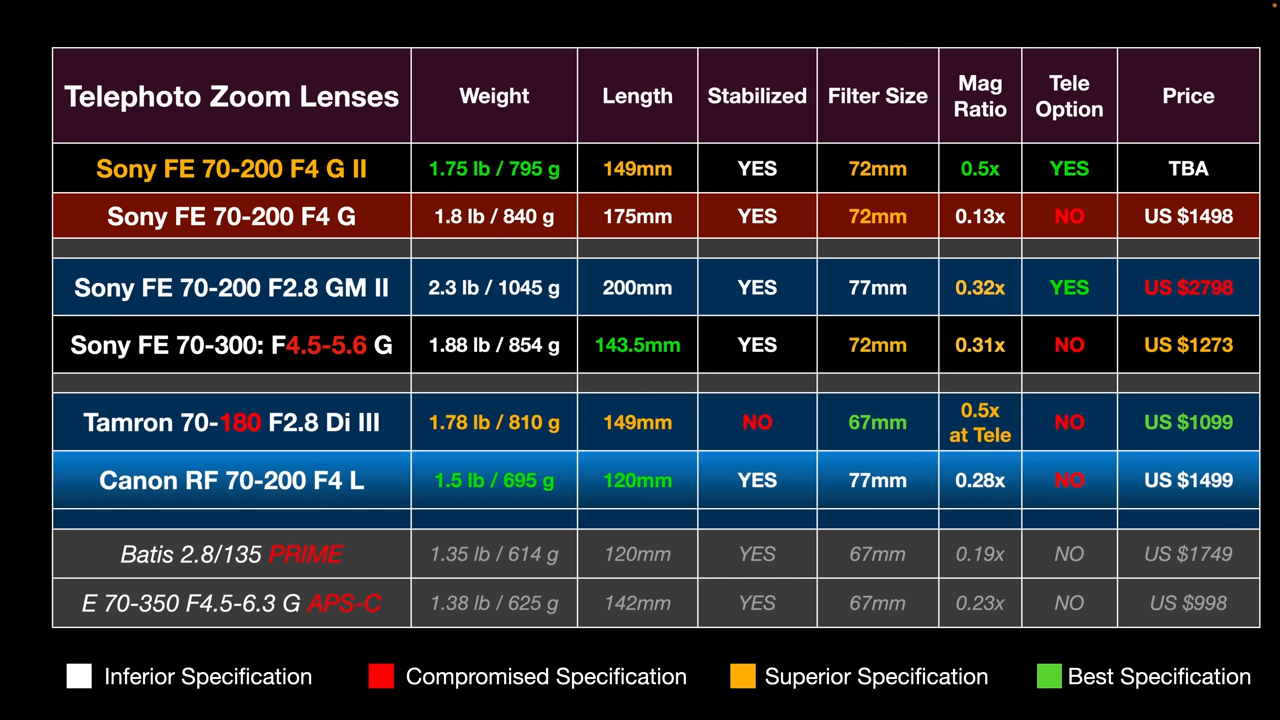 Telephoto Zoom Lenses Weight Length Stabilized Filter Size Mag Ratio Tele Option Price
Sony FE 70-200 F4 G II 1.75 lb / 795 g 149mm YES 72mm 0.5x YES TBA
Sony FE 70-200 F4 G 1.8 lb / 840 g 175mm YES 72mm 0.13x NO US $1498
Sony FE 70-200 F2.8 GM II 2.3 lb / 1045 g 200mm YES 77mm 0.32x YES US $2798
Sony FE 70-300: F4.5-5.6 G 1.88 lb / 854 g 143.5mm YES 72mm 0.31x NO US $1273
Tamron 70-180 F2.8 Di III 1.78 lb / 810 g 149mm NO 67mm 0.5x at Tele NO US $1099
Canon RF 70-200 F4 L 1.5 lb / 695 g 120mm YES 77mm 0.28x NO US $1499
Batis 2.8/135 PRIME 1.35 lb / 614 g 120mm YES 67mm 0.19x NO US $1749
E 70-350 F4.5-6.3 G APS-C 1.38 lb / 625 g 142mm YES 67mm 0.23x NO US $998
Inferior Specification Compromised Specification Superior Specification Best Specification